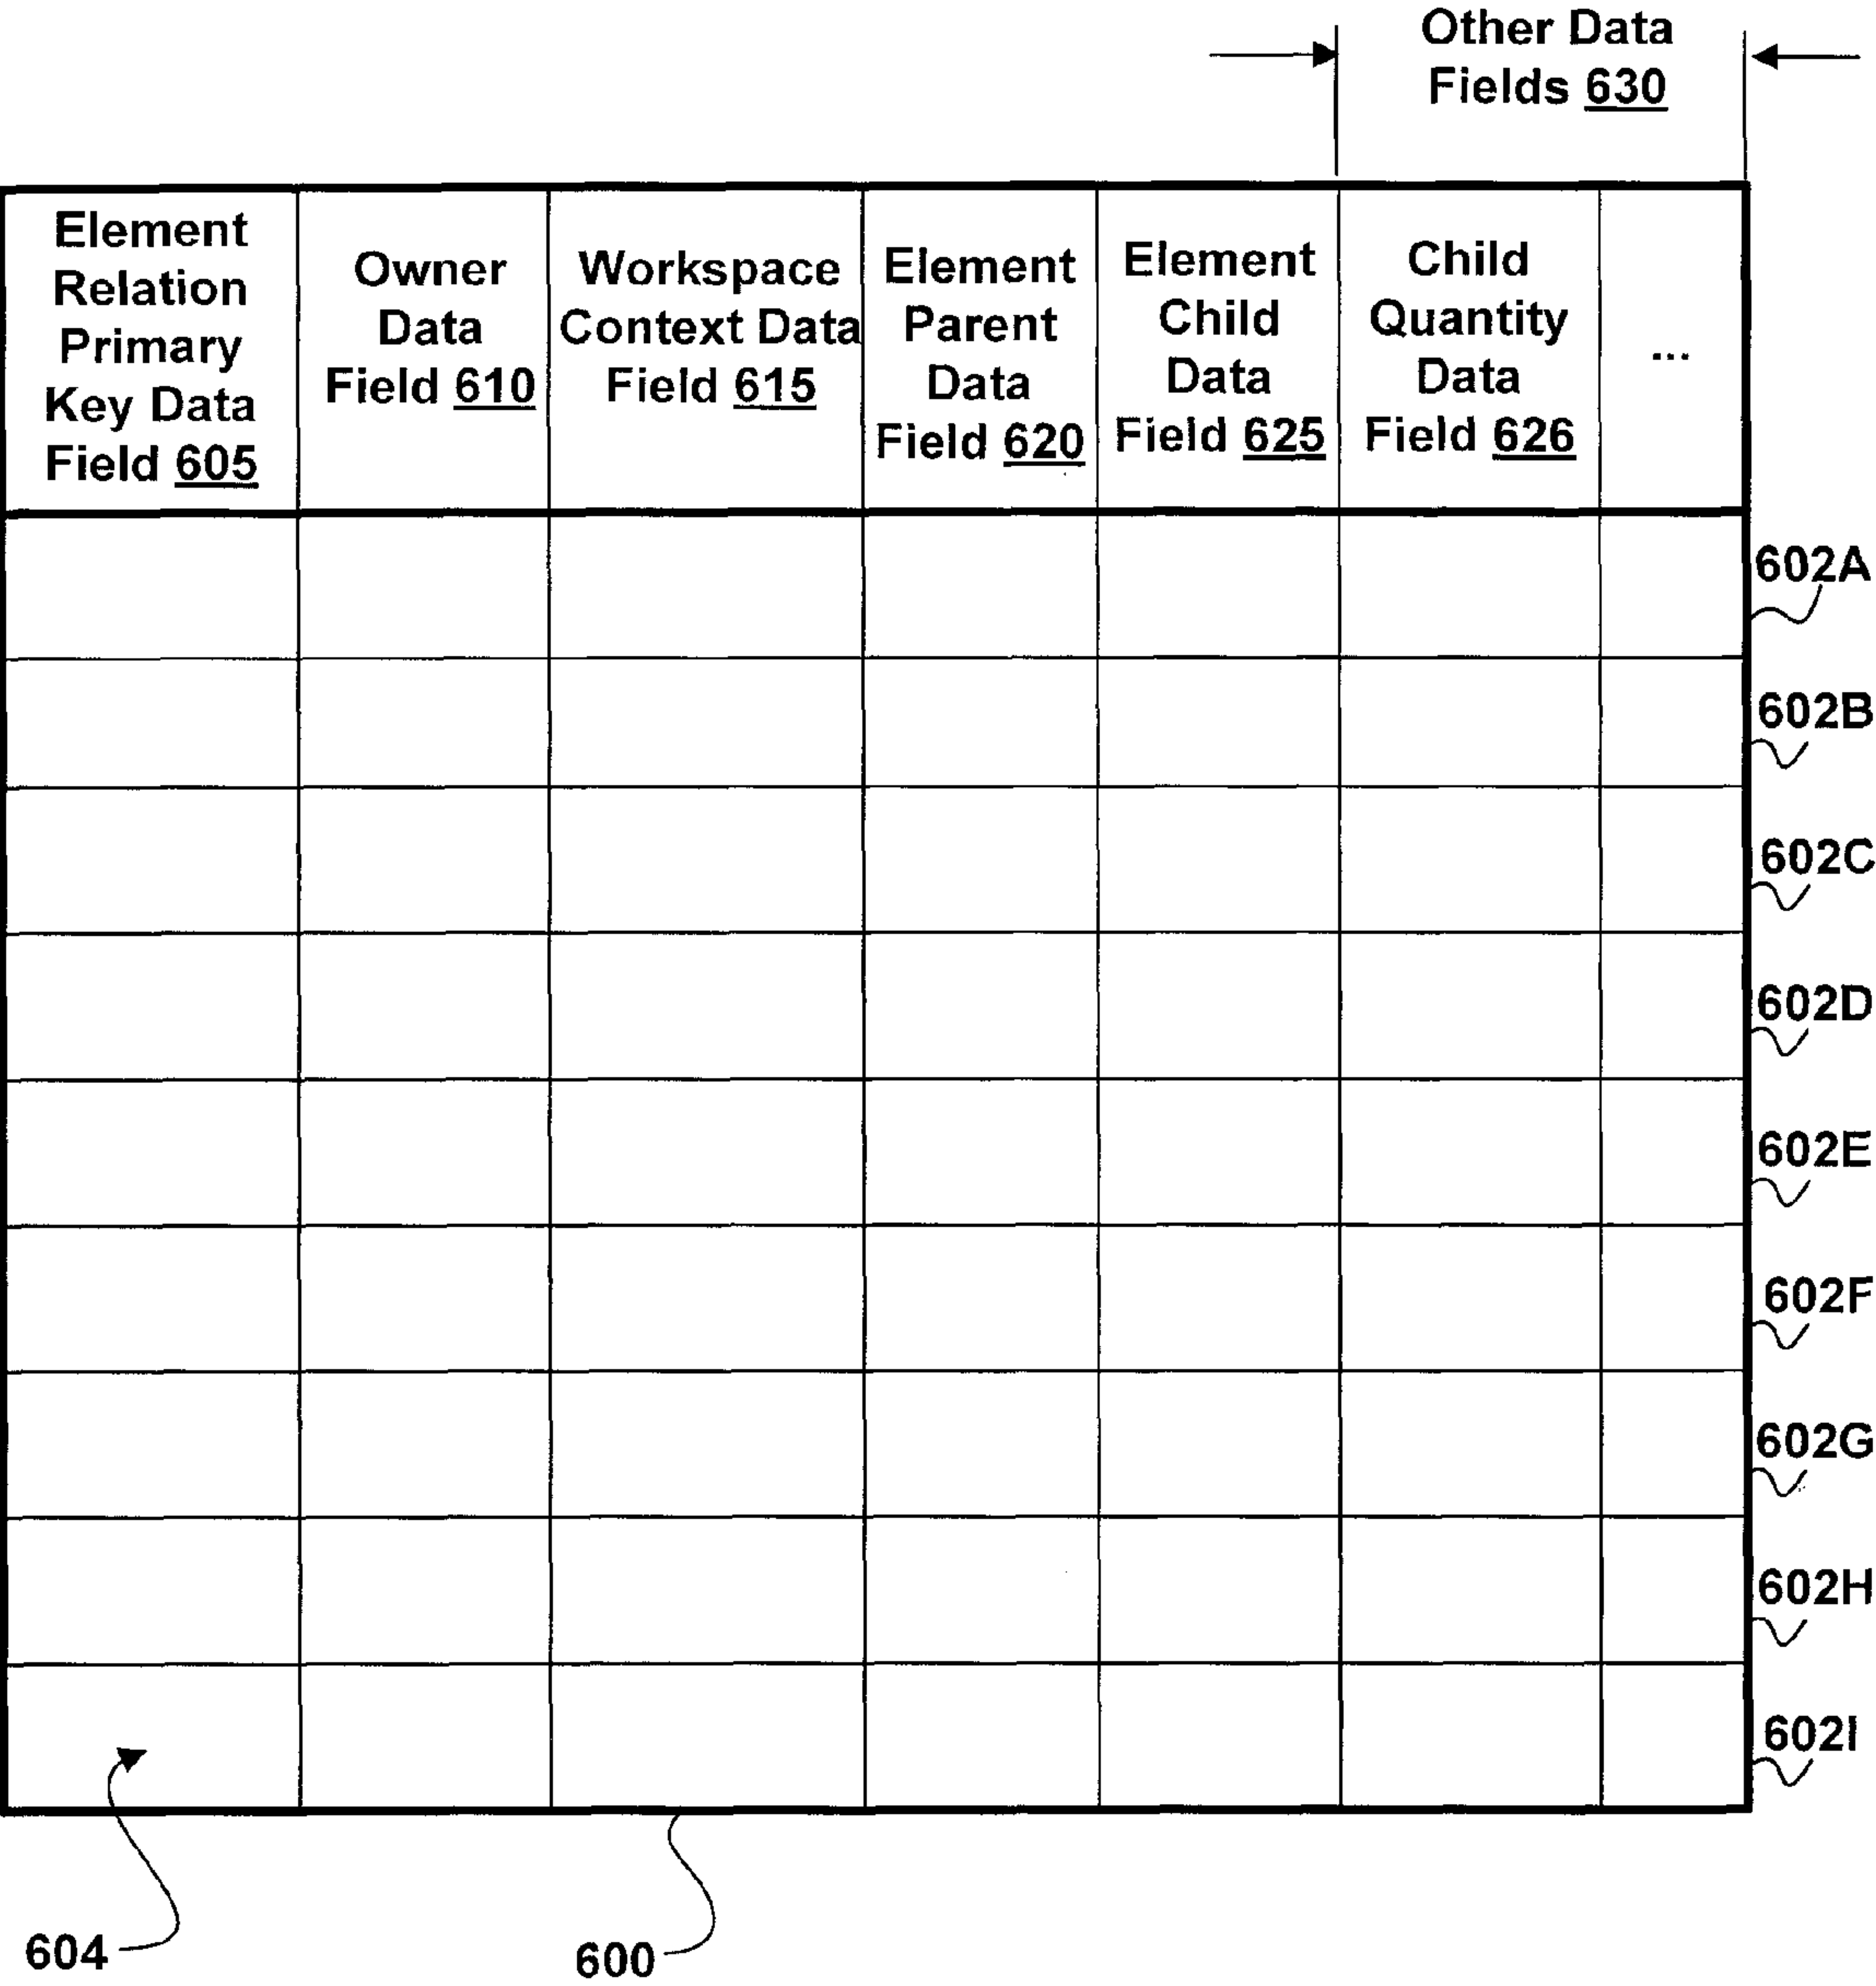 Other Data
Fields 630
Element
Relation
Primary
Key Data
Field 605
Owner
Data
Field 610
Workspace
Context Data
Field 615
Element
Parent
Data
Field 620
Element
Child
Data
Field 625
Child
Quantity
Data
Field 626
...
602A
602B
602C
602D
602E
602F
602G
602H
602I
604
600